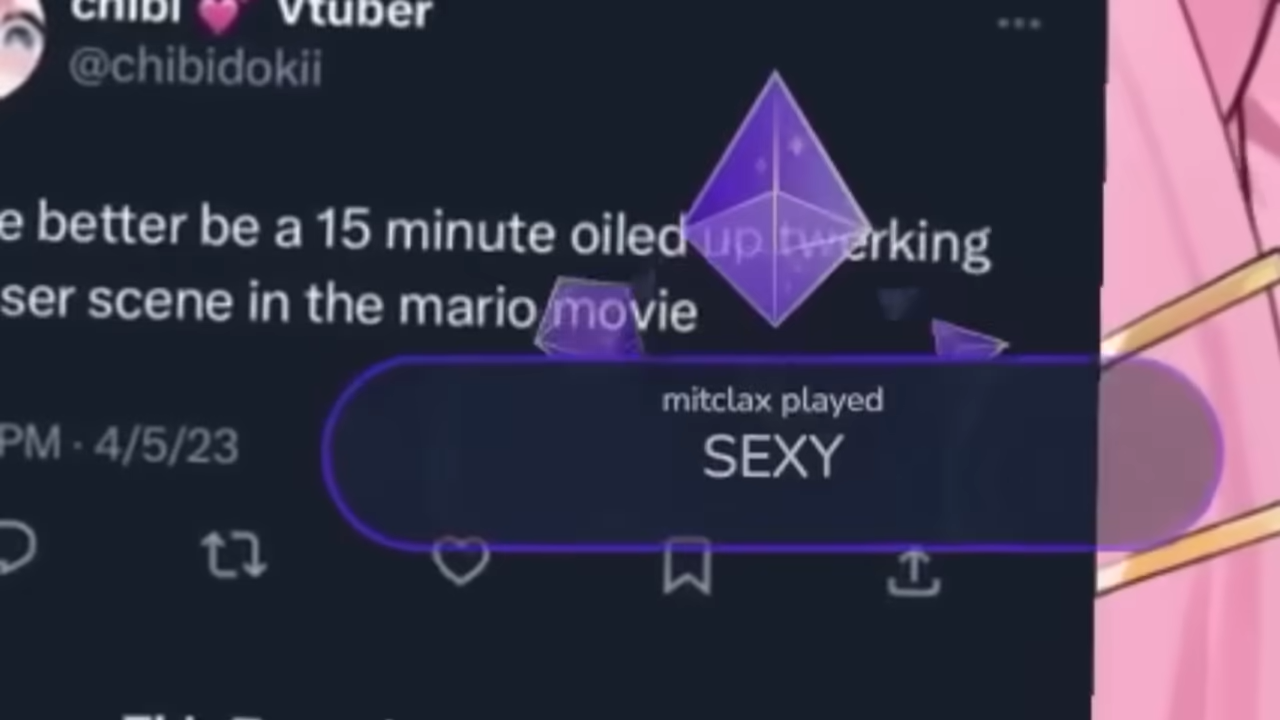 chibi 💕 Vtuber
@chibidokii
e better be a 15 minute oiled up twerking
ser scene in the mario movie
PM · 4/5/23
mitclax played
SEXY